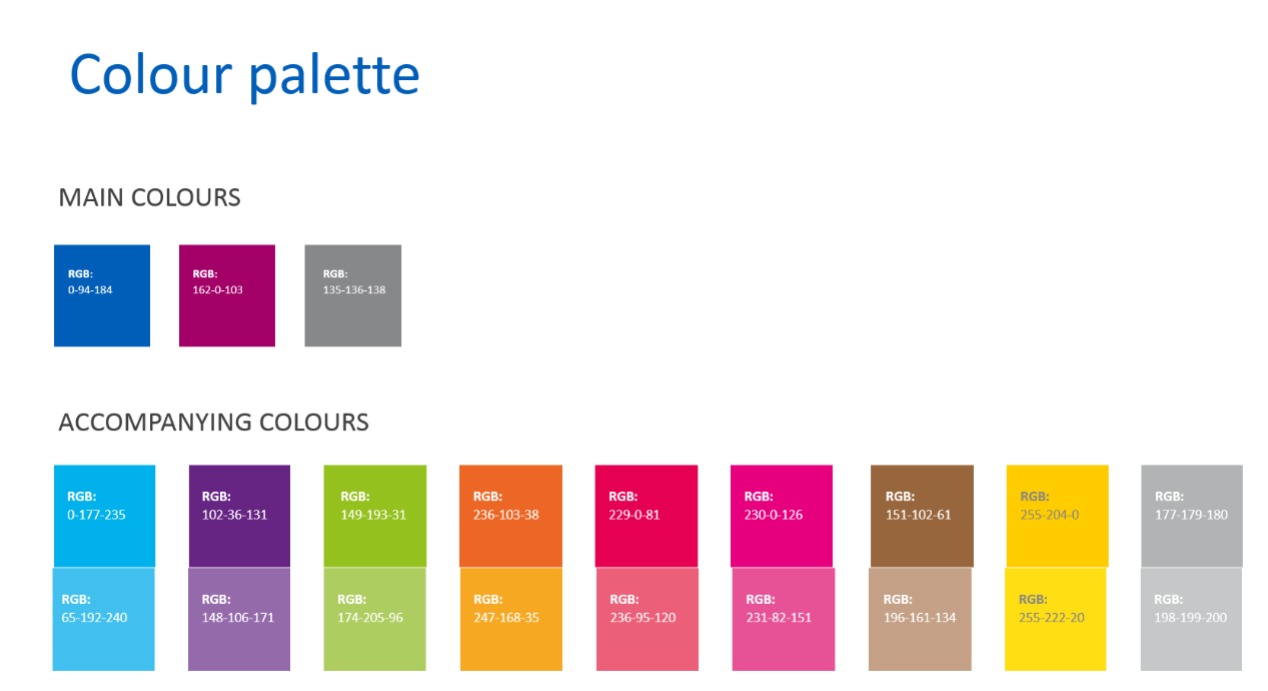 Colour palette
MAIN COLOURS
RGB:
0-94-184
RGB:
162-0-103
RGB:
135-136-138
ACCOMPANYING COLOURS
RGB:
0-177-235
RGB:
102-36-131
RGB:
149-193-31
RGB:
236-103-38
RGB:
229-0-81
RGB:
230-0-126
RGB:
151-102-61
RGB:
255-204-0
RGB:
177-179-180
RGB:
65-192-240
RGB:
148-106-171
RGB:
174-205-96
RGB:
247-168-35
RGB:
236-95-120
RGB:
231-82-151
RGB:
196-161-134
RGB:
255-222-20
RGB:
198-199-200